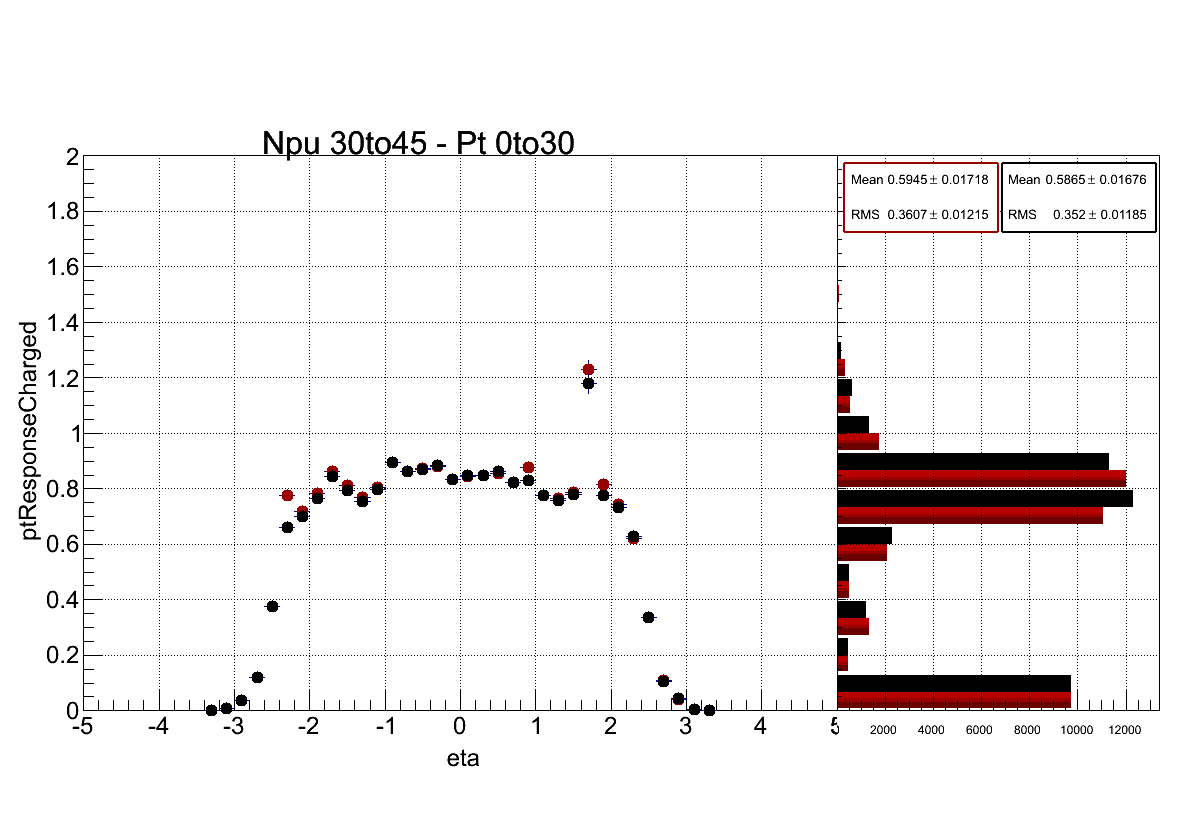 Npu 30to45 - Pt 0to30
2
1.8
1.6
1.4
1.2
1
0.8
0.6
0.4
0.2
0
ptResponseCharged
-5 -4 -3 -2 -1 0 1 2 3 4 5
eta
Mean 0.5945 ± 0.01718
RMS 0.3607 ± 0.01215
Mean 0.5865 ± 0.01676
RMS 0.352 ± 0.01185
2000 4000 6000 8000 10000 12000